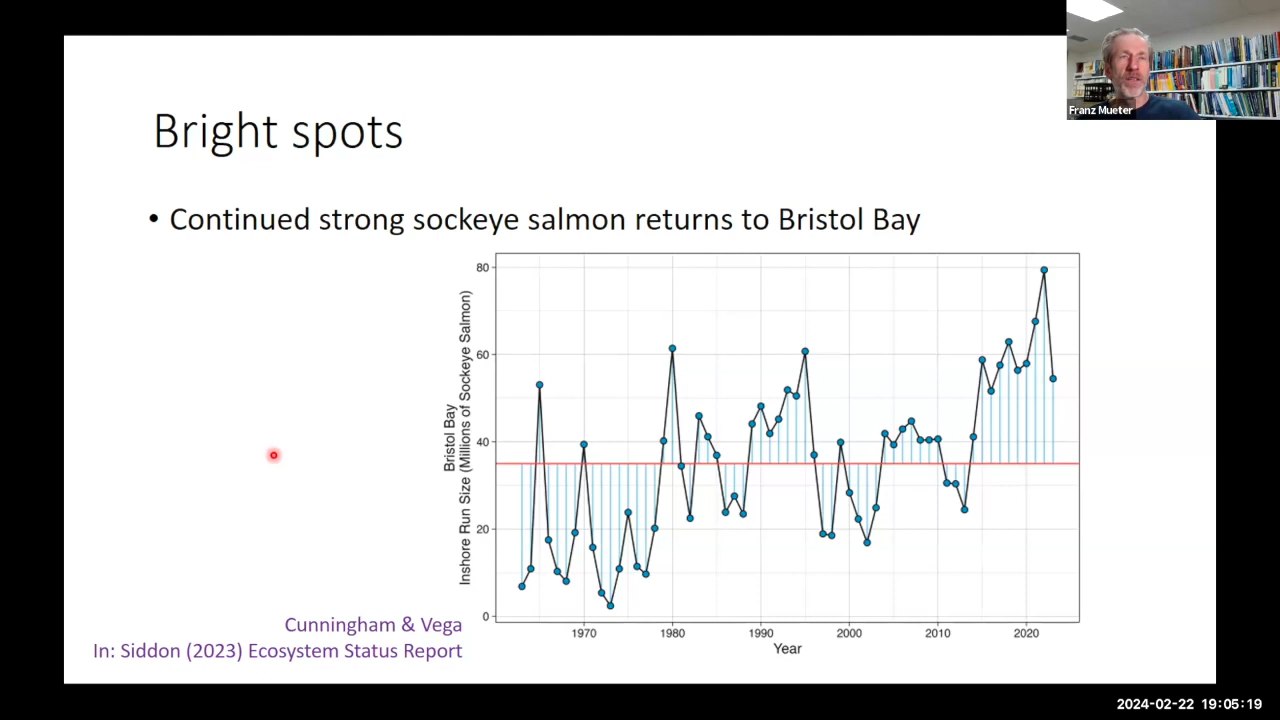 Franz Mueter
Bright spots
• Continued strong sockeye salmon returns to Bristol Bay
Bristol Bay
Inshore Run Size (Millions of Sockeye Salmon)
80
60
40
20
0
1970 1980 1990 2000 2010 2020
Year
Cunningham & Vega
In: Siddon (2023) Ecosystem Status Report
2024-02-22 19:05:19